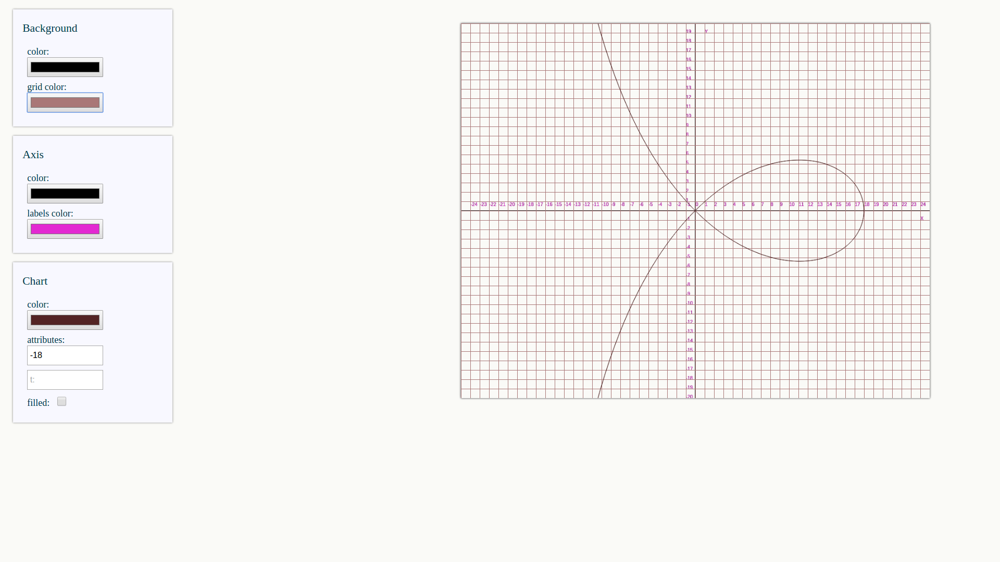 Background
color:
grid color:
Axis
color:
labels color:
Chart
color:
attributes:
-18
t:
filled:
19 Y
18
17
16
15
14
13
12
11
10
9
8
7
6
5
4
3
2
1
-24 -23 -22 -21 -20 -19 -18 -17 -16 -15 -14 -13 -12 -11 -10 -9 -8 -7 -6 -5 -4 -3 -2 -1 0 1 2 3 4 5 6 7 8 9 10 11 12 13 14 15 16 17 18 19 20 21 22 23 24
X
-1
-2
-3
-4
-5
-6
-7
-8
-9
-10
-11
-12
-13
-14
-15
-16
-17
-18
-19
-20